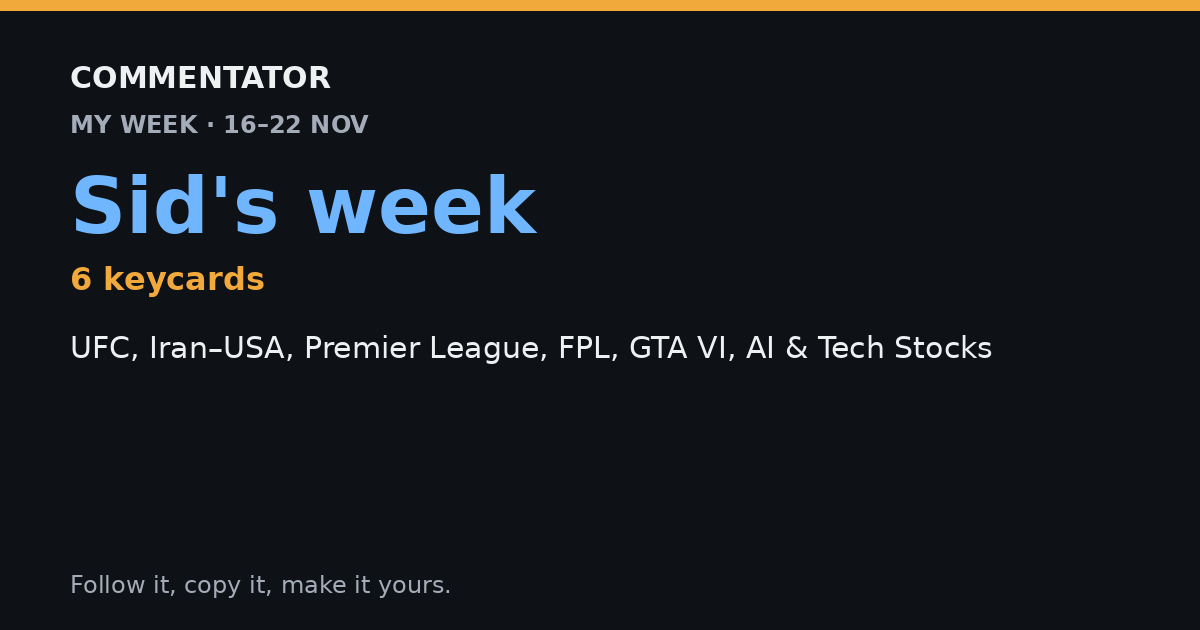 COMMENTATOR
MY WEEK · 16–22 NOV
Sid's week
6 keycards
UFC, Iran–USA, Premier League, FPL, GTA VI, AI & Tech Stocks
Follow it, copy it, make it yours.